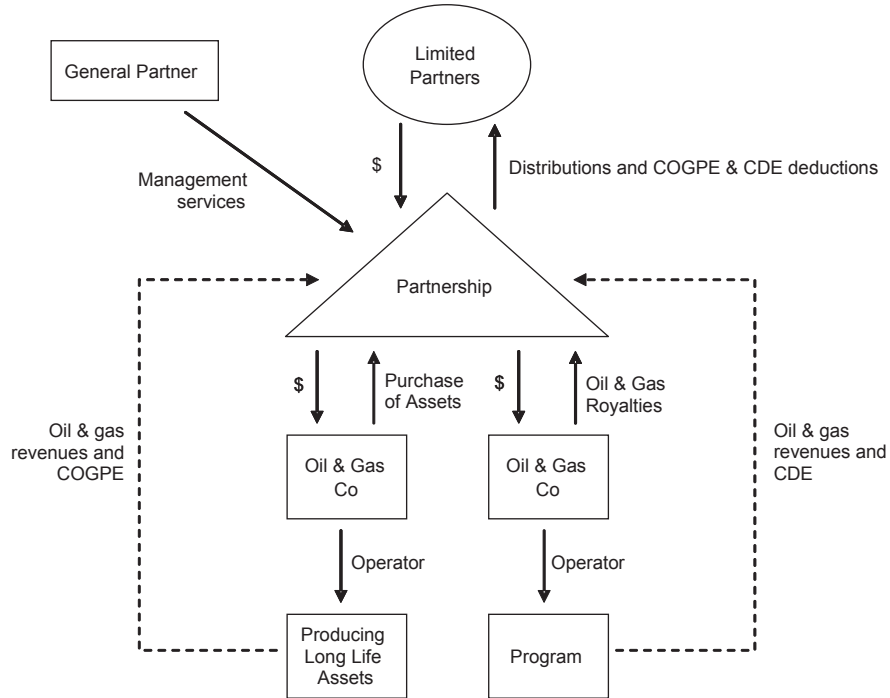 General Partner
Limited
Partners
$
Distributions and COGPE & CDE deductions
Management
services
Partnership
$
Purchase
of Assets
$
Oil & Gas
Royalties
Oil & gas
revenues and
COGPE
Oil & gas
revenues and
CDE
Oil & Gas
Co
Oil & Gas
Co
Operator
Operator
Producing
Long Life
Assets
Program